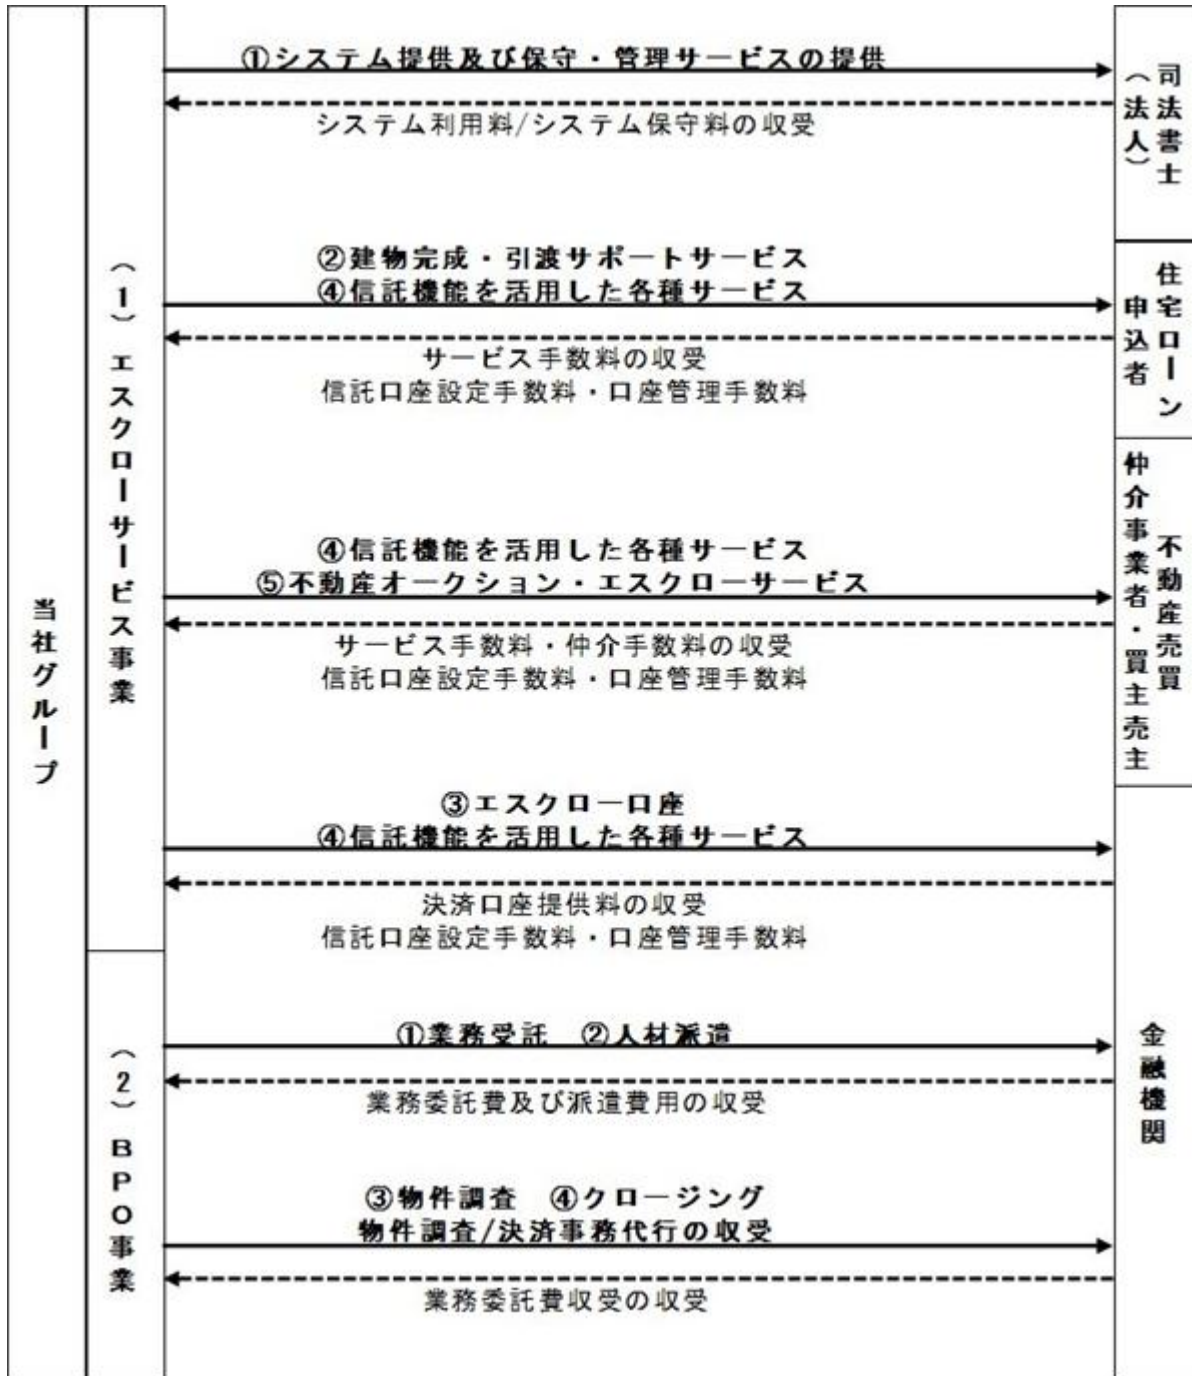 当社グループ
（1）エスクローサービス事業
①システム提供及び保守・管理サービスの提供
システム利用料/システム保守料の収受
司法書士
（法人）
②建物完成・引渡サポートサービス
④信託機能を活用した各種サービス
サービス手数料の収受
信託口座設定手数料・口座管理手数料
住宅ローン
申込者
④信託機能を活用した各種サービス
⑤不動産オークション・エスクローサービス
サービス手数料・仲介手数料の収受
信託口座設定手数料・口座管理手数料
不動産売買
仲介事業者・買主売主
③エスクロー口座
④信託機能を活用した各種サービス
決済口座提供料の収受
信託口座設定手数料・口座管理手数料
（2）BPO事業
①業務受託　②人材派遣
業務委託費及び派遣費用の収受
③物件調査　④クロージング
物件調査/決済事務代行の収受
業務委託費収受の収受
金融機関